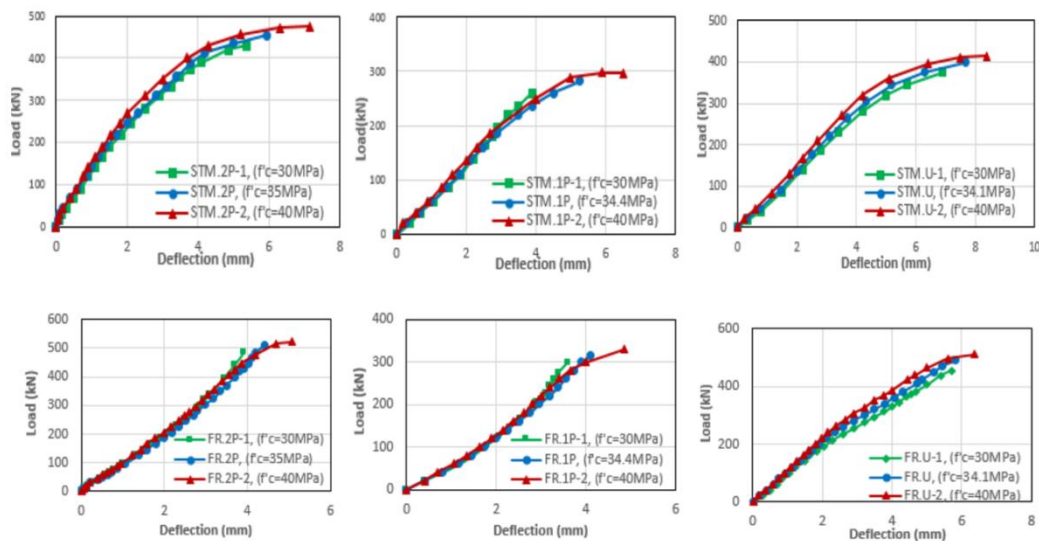 500
400
300
200
100
0
Load (kN)
STM.2P-1, (f'c=30MPa)
STM.2P, (f'c=35MPa)
STM.2P-2, (f'c=40MPa)
0 2 4 6 8
Deflection (mm)
400
300
200
100
0
Load(kN)
STM.1P-1, (f'c=30MPa)
STM.1P, (f'c=34.4MPa)
STM.1P-2, (f'c=40MPa)
0 2 4 6 8
Deflection (mm)
500
400
300
200
100
0
Load (kN)
STM.U-1, (f'c=30MPa)
STM.U, (f'c=34.1MPa)
STM.U-2, (f'c=40MPa)
0 2 4 6 8 10
Deflection (mm)
600
500
400
300
200
100
0
Load (kN)
FR.2P-1, (f'c=30MPa)
FR.2P, (f'c=35MPa)
FR.2P-2, (f'c=40MPa)
0 2 4 6
Deflection (mm)
400
300
200
100
0
Load (kN)
FR.1P-1, (f'c=30MPa)
FR.1P, (f'c=34.4MPa)
FR.1P-2, (f'c=40MPa)
0 2 4 6
Deflection (mm)
600
400
200
0
Load (kN)
FR.U-1, (f'c=30MPa)
FR.U, (f'c=34.1MPa)
FR.U-2, (f'c=40MPa)
0 2 4 6 8
Deflection (mm)